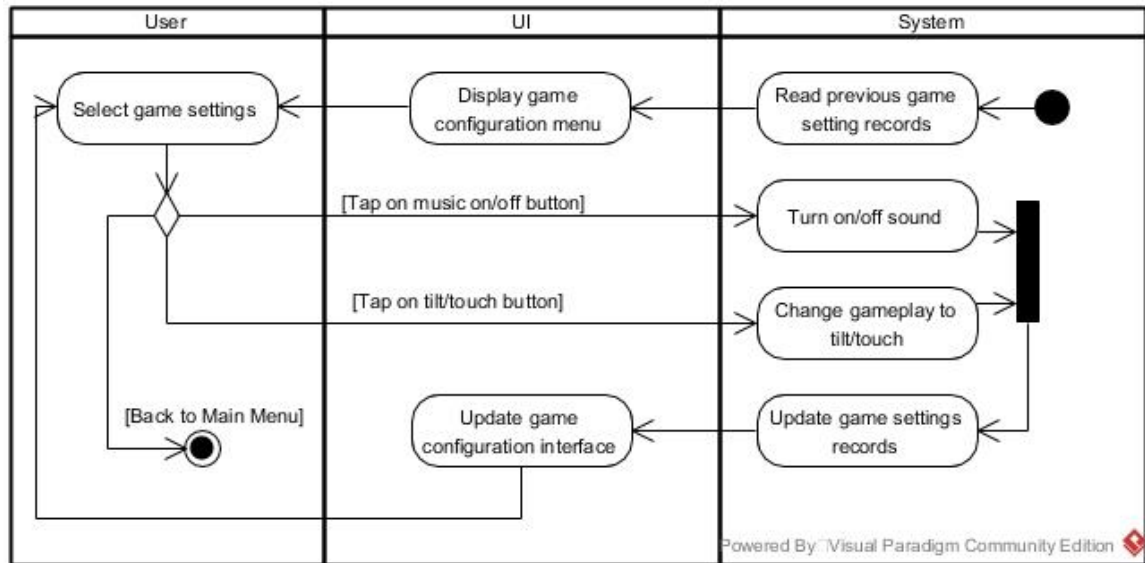 User
UI
System
Select game settings
Display game
configuration menu
Read previous game
setting records
[Tap on music on/off button]
Turn on/off sound
[Tap on tilt/touch button]
Change gameplay to
tilt/touch
[Back to Main Menu]
Update game
configuration interface
Update game settings
records
Powered By Visual Paradigm Community Edition